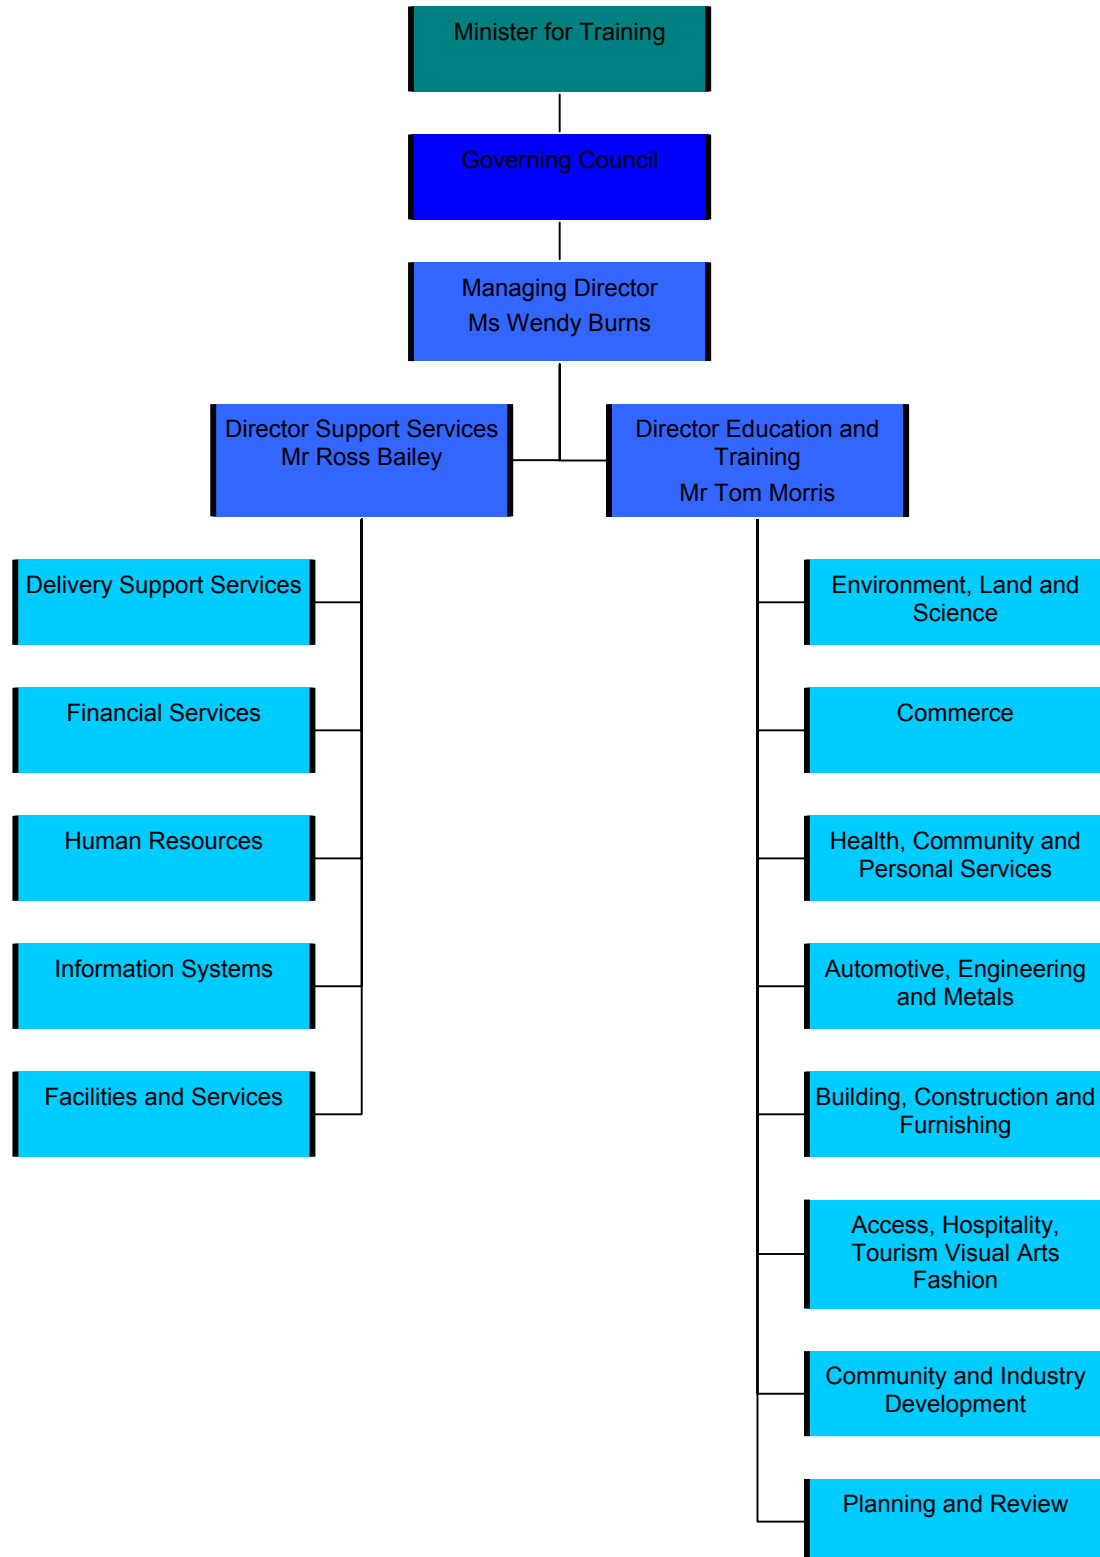 Minister for Training
Governing Council
Managing Director
Ms Wendy Burns
Director Support Services
Mr Ross Bailey
Director Education and
Training
Mr Tom Morris
Delivery Support Services
Financial Services
Human Resources
Information Systems
Facilities and Services
Environment, Land and
Science
Commerce
Health, Community and
Personal Services
Automotive, Engineering
and Metals
Building, Construction and
Furnishing
Access, Hospitality,
Tourism Visual Arts
Fashion
Community and Industry
Development
Planning and Review